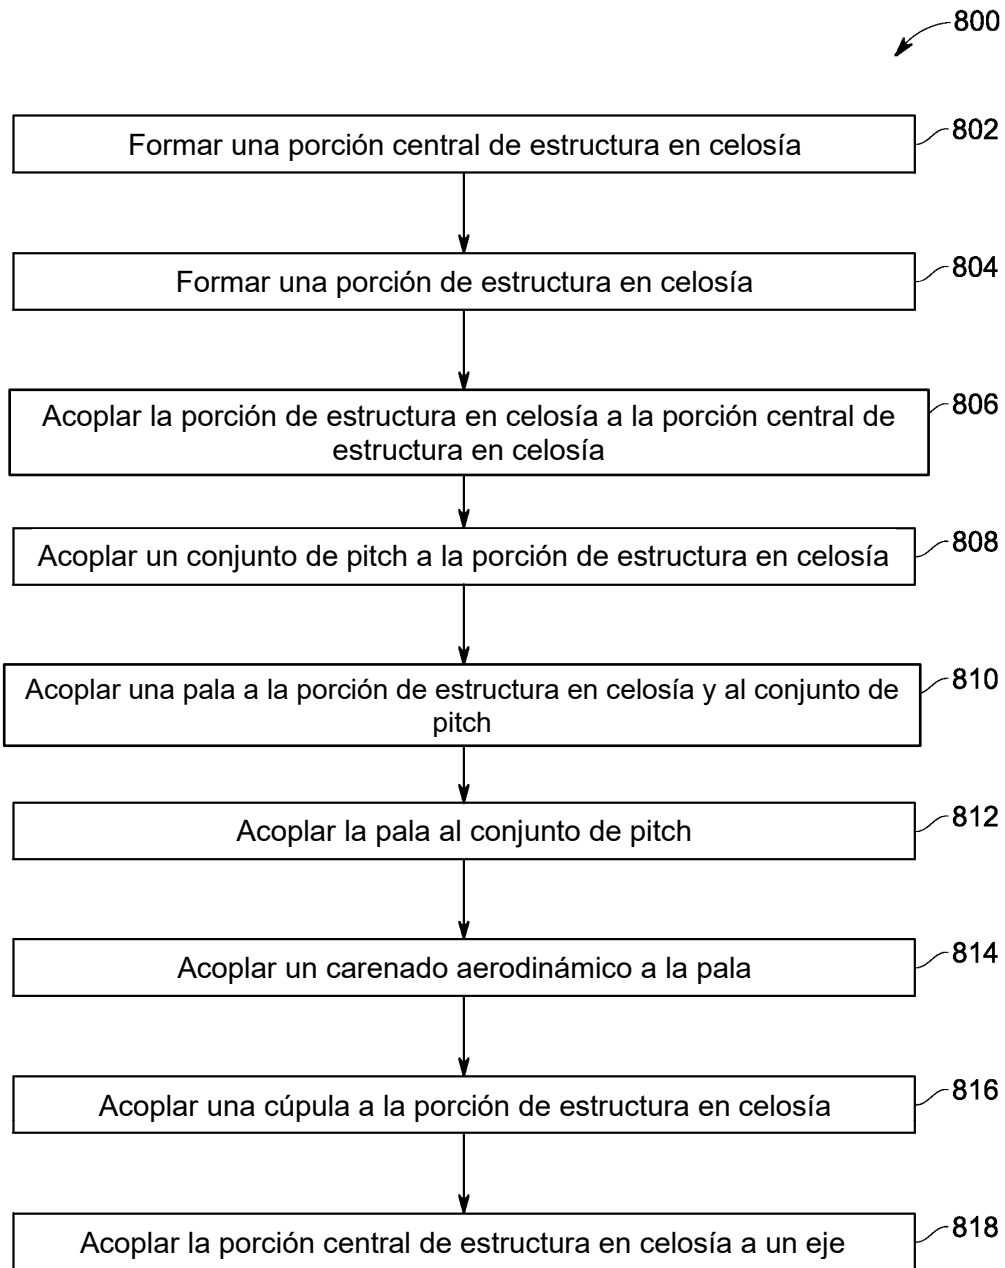 800
Formar una porción central de estructura en celosía
802
Formar una porción de estructura en celosía
804
Acoplar la porción de estructura en celosía a la porción central de
estructura en celosía
806
Acoplar un conjunto de pitch a la porción de estructura en celosía
808
Acoplar una pala a la porción de estructura en celosía y al conjunto de
pitch
810
Acoplar la pala al conjunto de pitch
812
Acoplar un carenado aerodinámico a la pala
814
Acoplar una cúpula a la porción de estructura en celosía
816
Acoplar la porción central de estructura en celosía a un eje
818